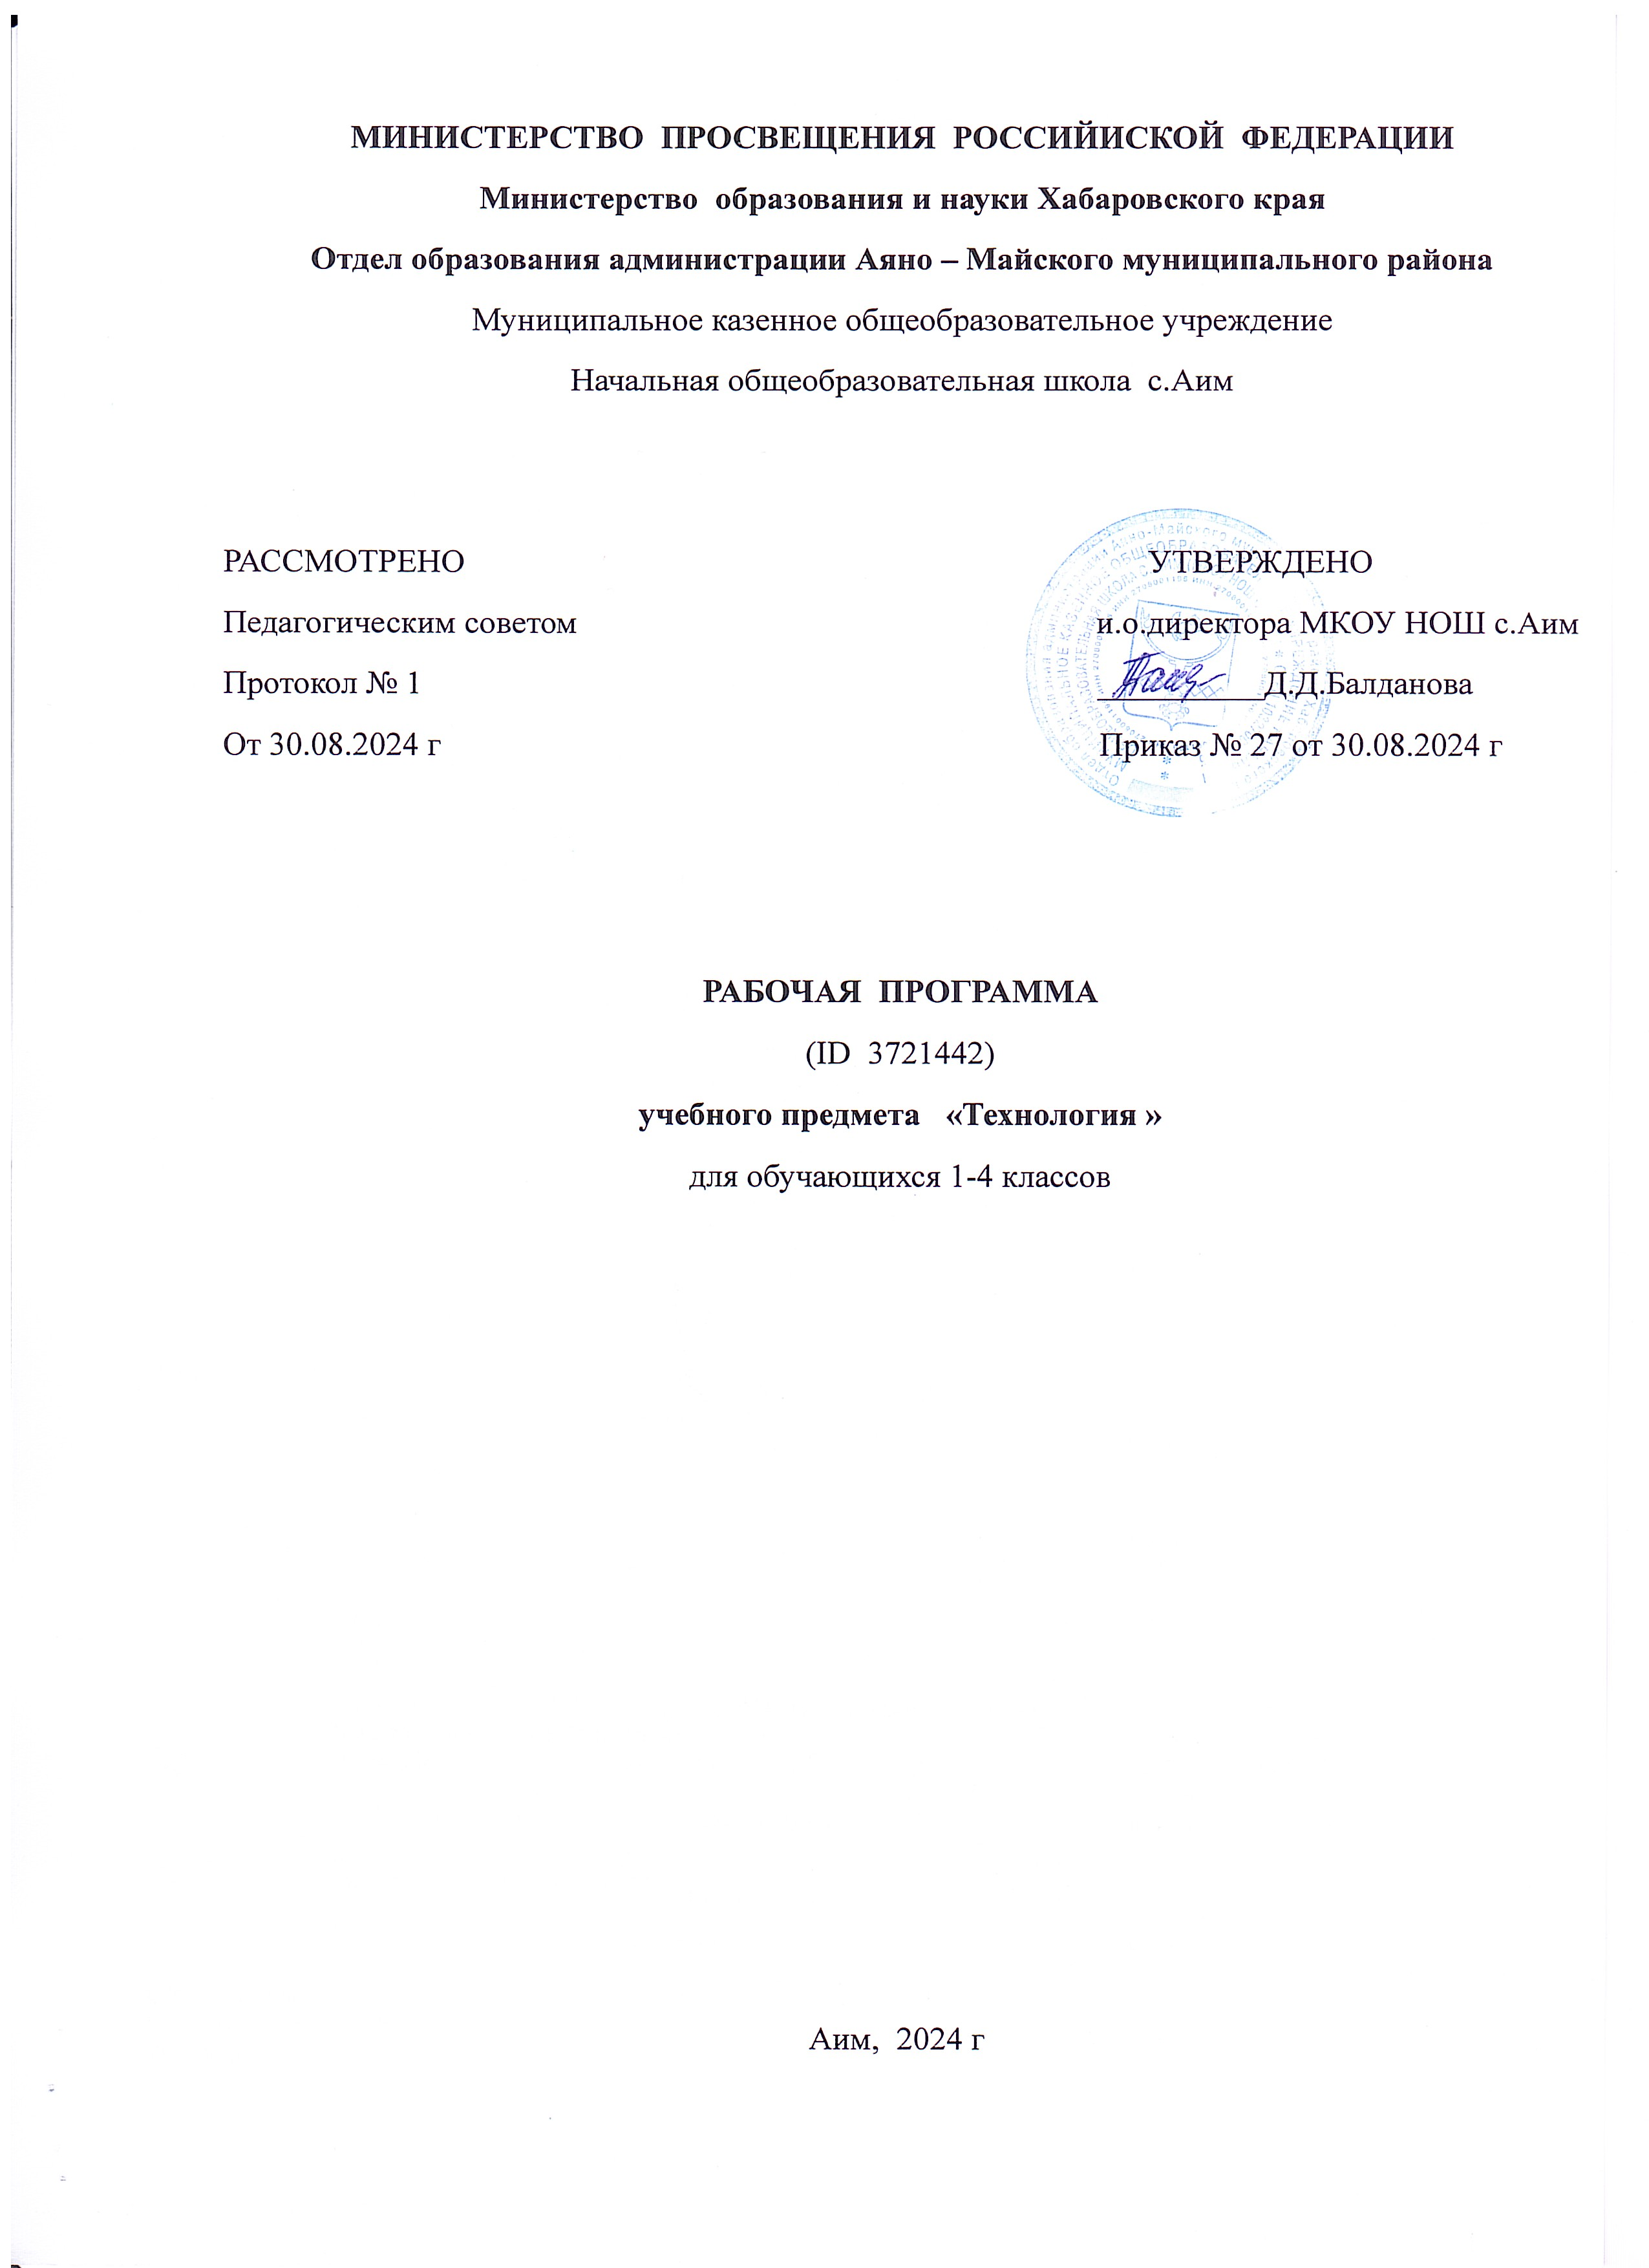 МИНИСТЕРСТВО ПРОСВЕЩЕНИЯ РОССИЙИСКОЙ ФЕДЕРАЦИИ
Министерство образования и науки Хабаровского края
Отдел образования администрации Аяно – Майского муниципального района
Муниципальное казенное общеобразовательное учреждение
Начальная общеобразовательная школа с.Аим
РАССМОТРЕНО УТВЕРЖДЕНО
Педагогическим советом и.о.директора МКОУ НОШ с.Аим
Протокол № 1 __________Д.Д.Балданова
От 30.08.2024 г Приказ № 27 от 30.08.2024 г
РАБОЧАЯ ПРОГРАММА
(ID 3721442)
учебного предмета «Технология »
для обучающихся 1-4 классов
Аим, 2024 г